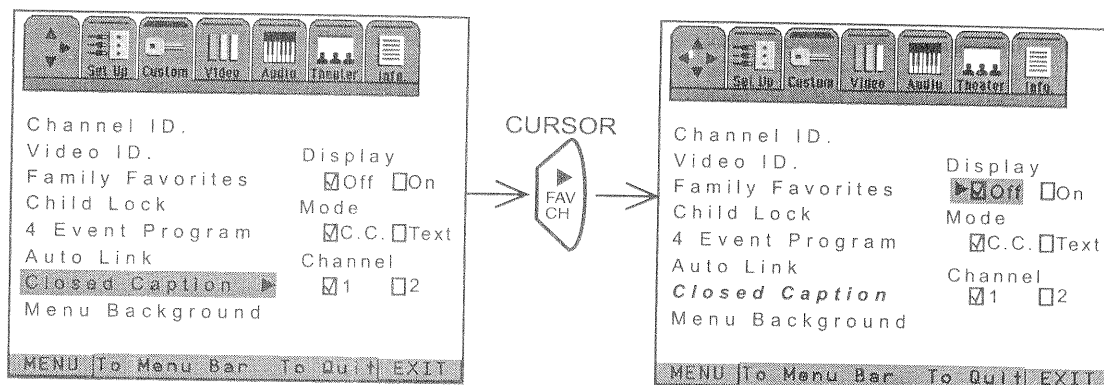 Set Up Custom Video Audio Theater Info.
Channel ID.
Video ID.
Family Favorites
Child Lock
4 Event Program
Auto Link
Closed Caption
Menu Background
Display
Off On
Mode
C.C. Text
Channel
1 2
MENU To Menu Bar To Quit EXIT
CURSOR
FAV
CH
Set Up Custom Video Audio Theater Info.
Channel ID.
Video ID.
Family Favorites
Child Lock
4 Event Program
Auto Link
Closed Caption
Menu Background
Display
Off On
Mode
C.C. Text
Channel
1 2
MENU To Menu Bar To Quit EXIT